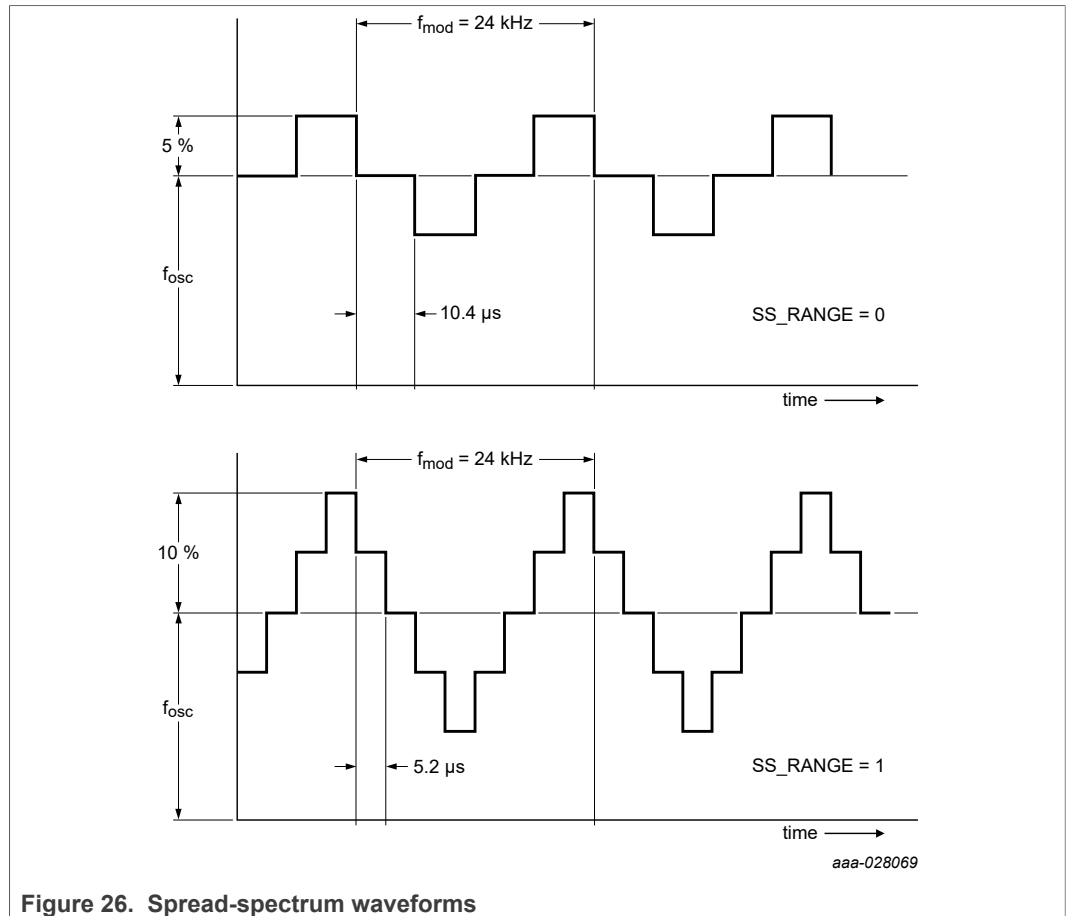 f_mod = 24 kHz
5 %
f_osc
10.4 µs
SS_RANGE = 0
time
f_mod = 24 kHz
10 %
f_osc
5.2 µs
SS_RANGE = 1
time
aaa-028069
Figure 26. Spread-spectrum waveforms